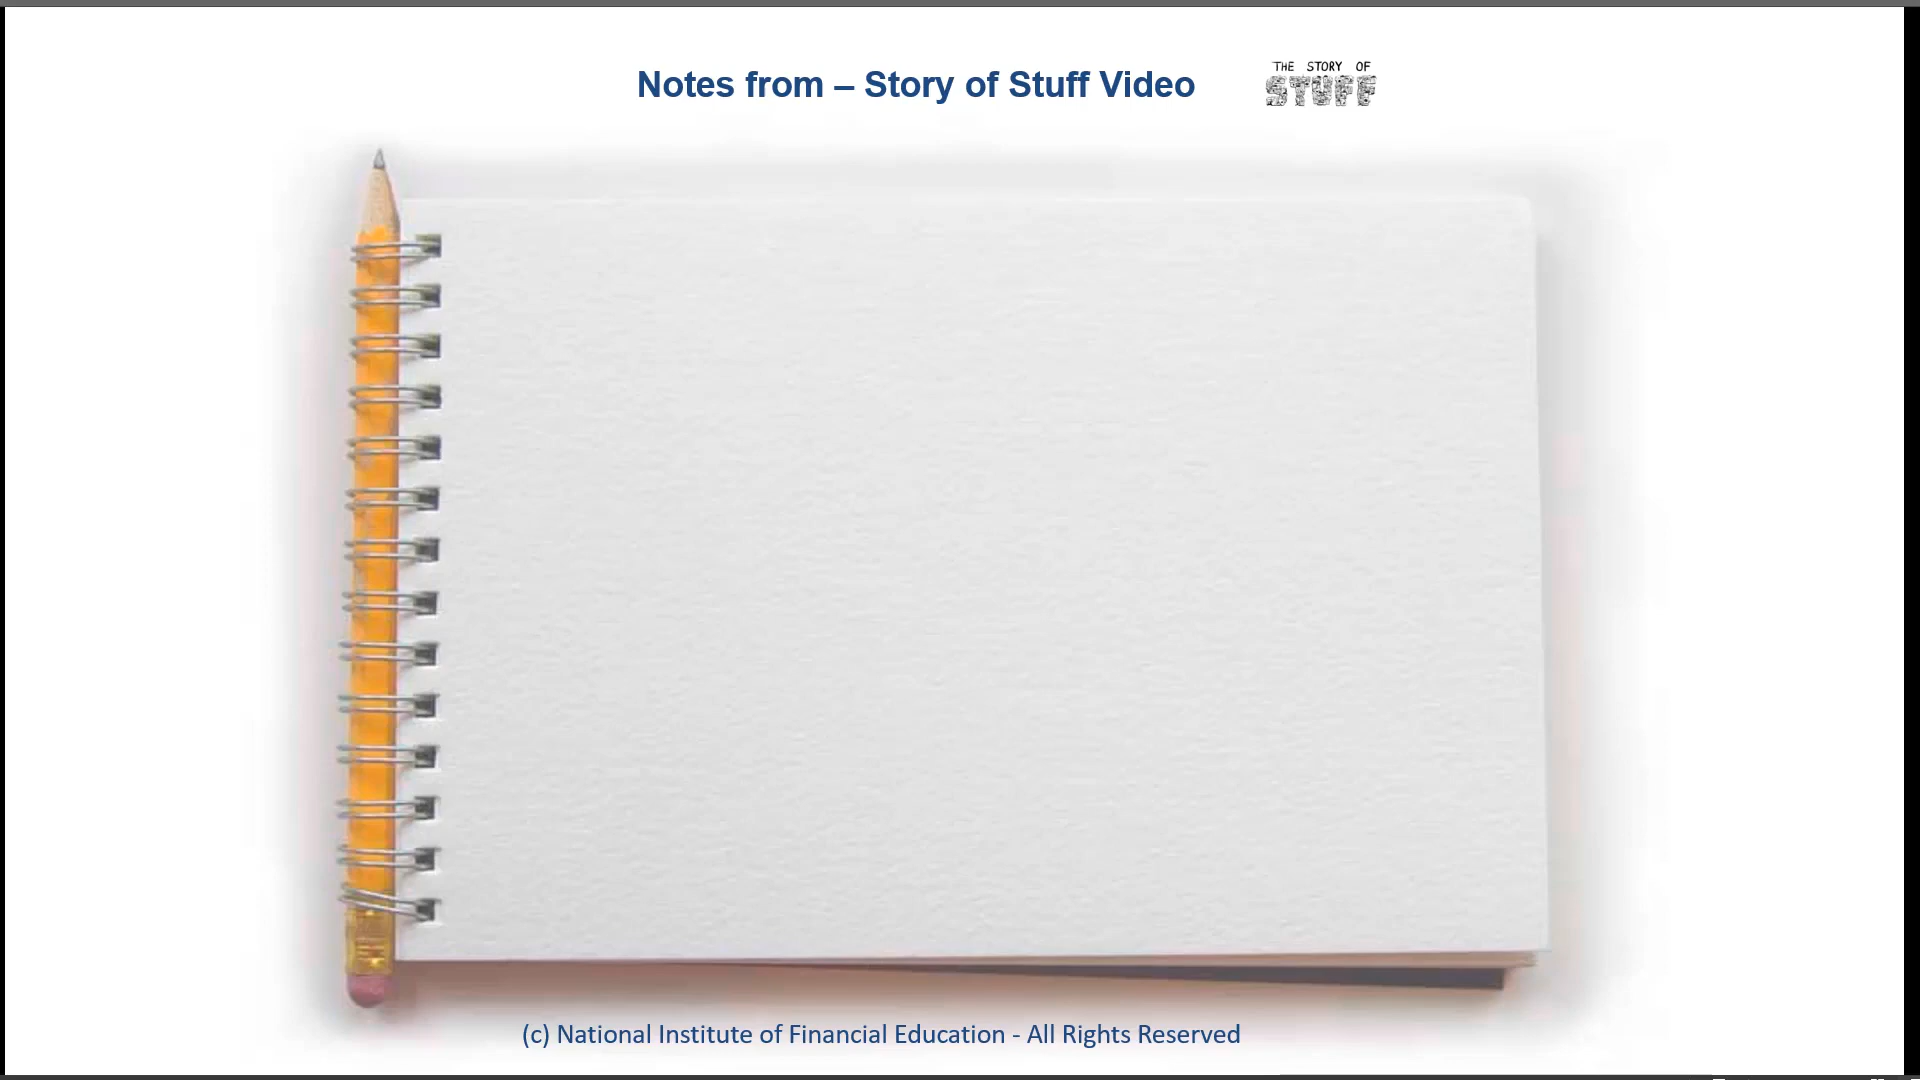 Notes from – Story of Stuff Video
THE STORY OF
STUFF
(c) National Institute of Financial Education - All Rights Reserved